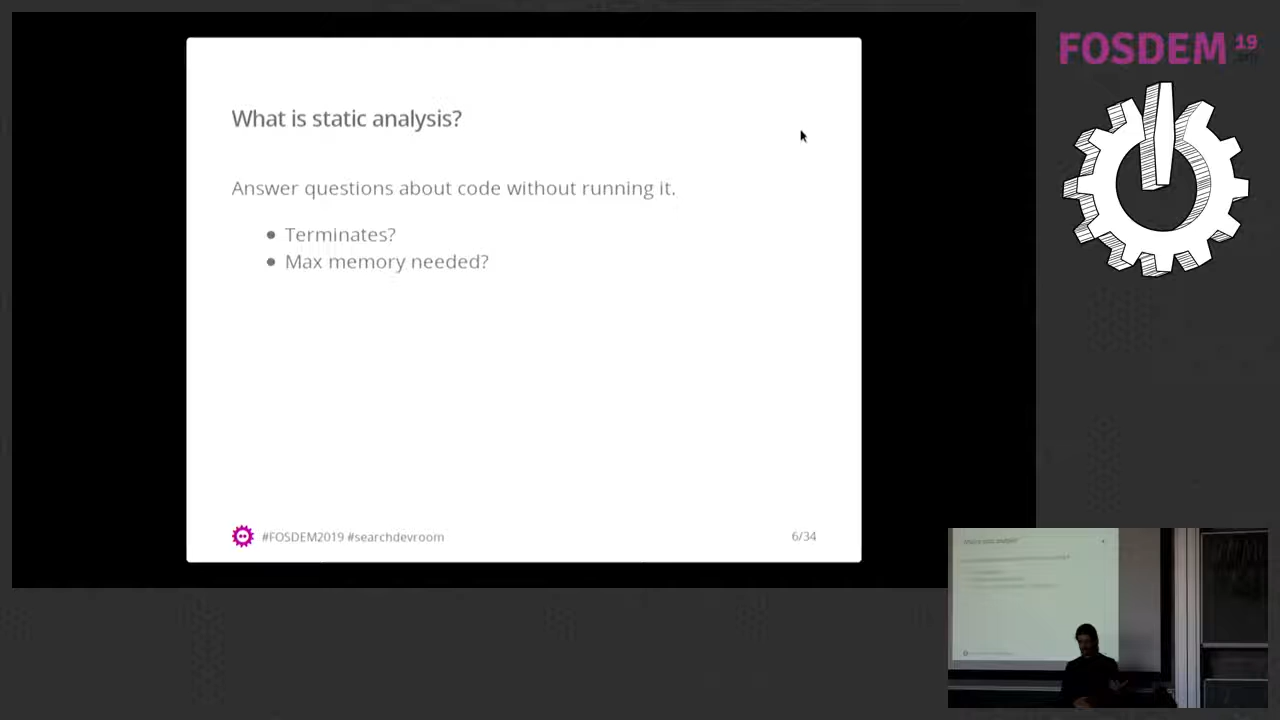 What is static analysis?
Answer questions about code without running it.
Terminates?
Max memory needed?
#FOSDEM2019 #searchdevroom
6/34
FOSDEM 19